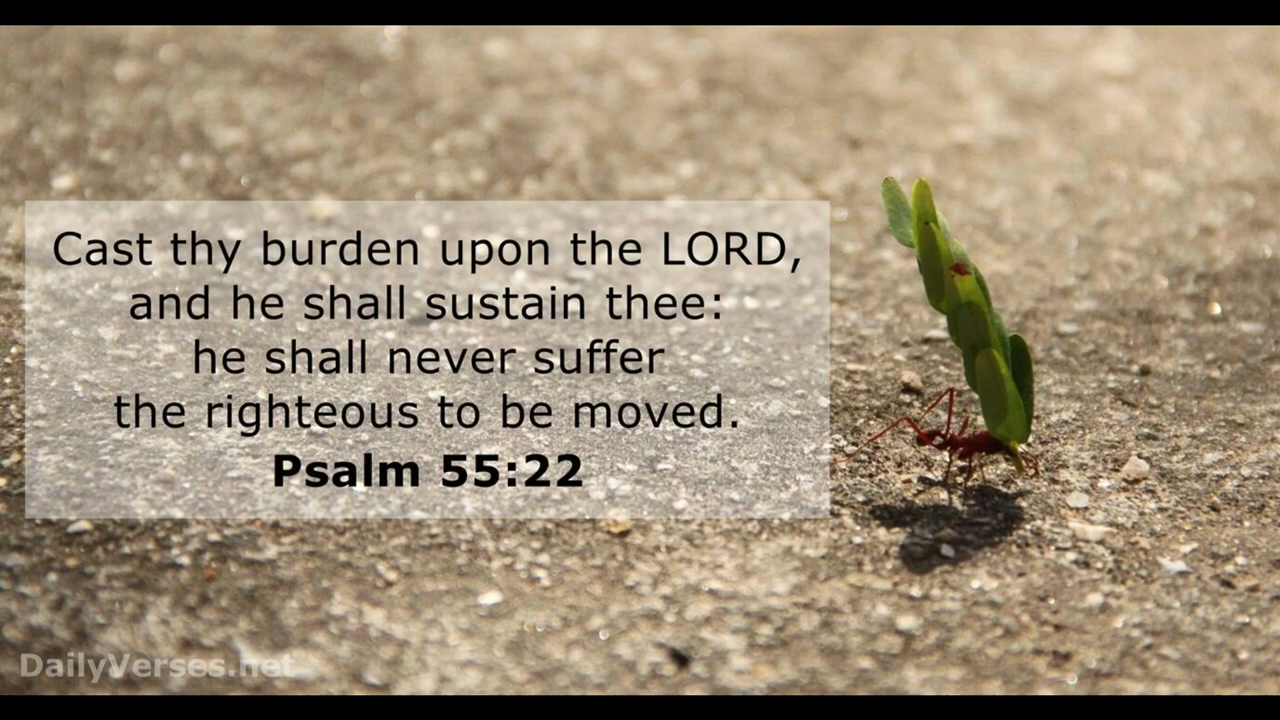 Cast thy burden upon the LORD,
and he shall sustain thee:
he shall never suffer
the righteous to be moved.
Psalm 55:22
DailyVerses.net